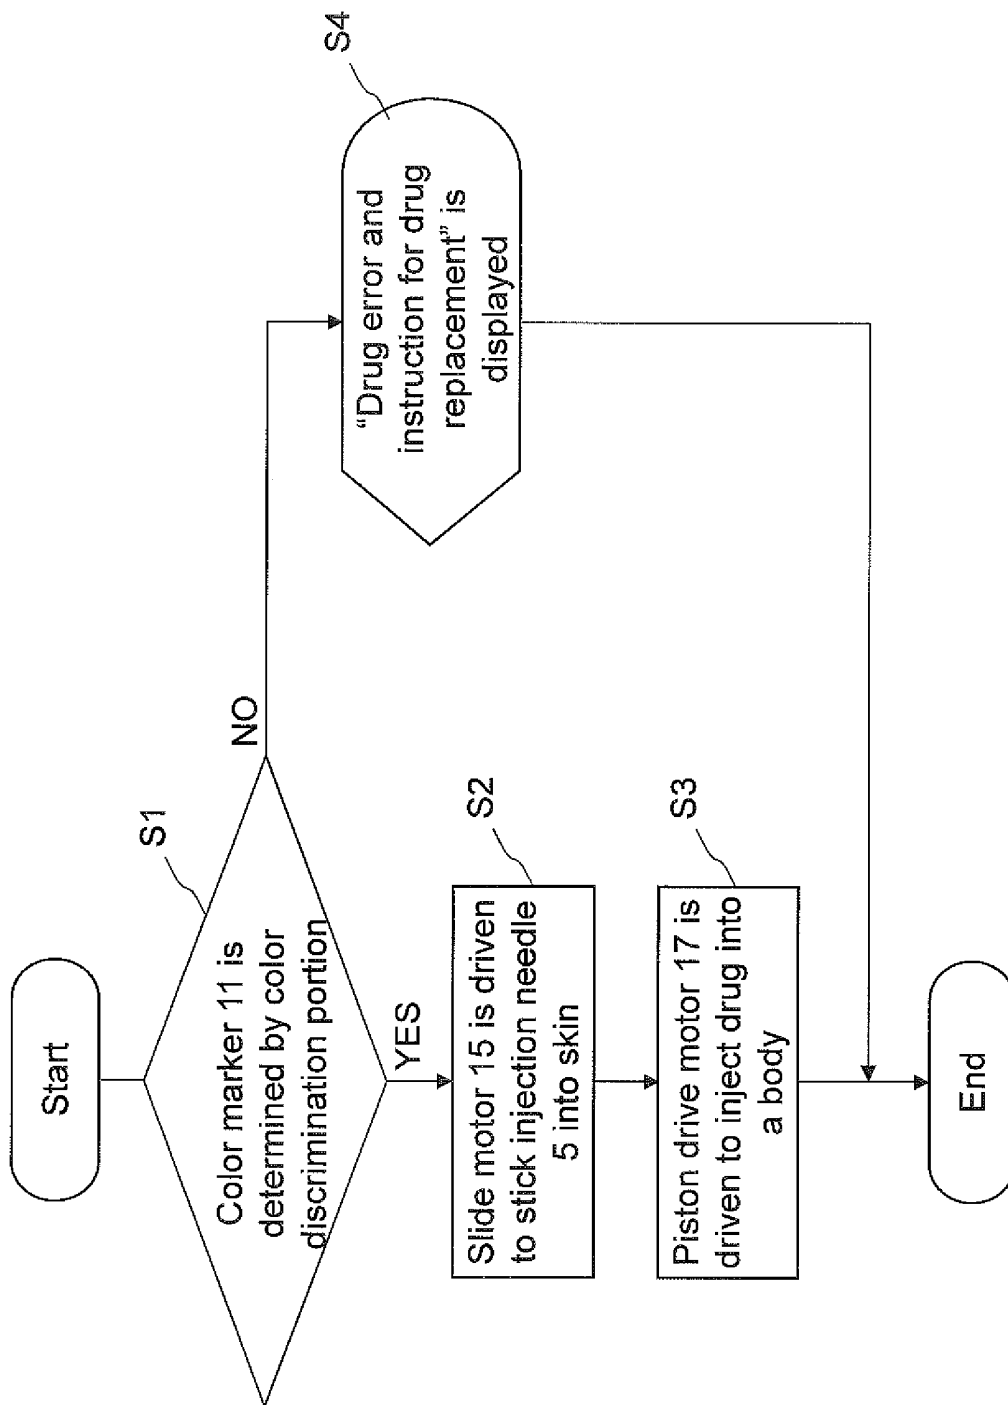 Start
S1
Color marker 11 is
determined by color
discrimination portion
NO
YES
S2
Slide motor 15 is driven
to stick injection needle
5 into skin
S3
Piston drive motor 17 is
driven to inject drug into
a body
S4
“Drug error and
instruction for drug
replacement” is
displayed
End